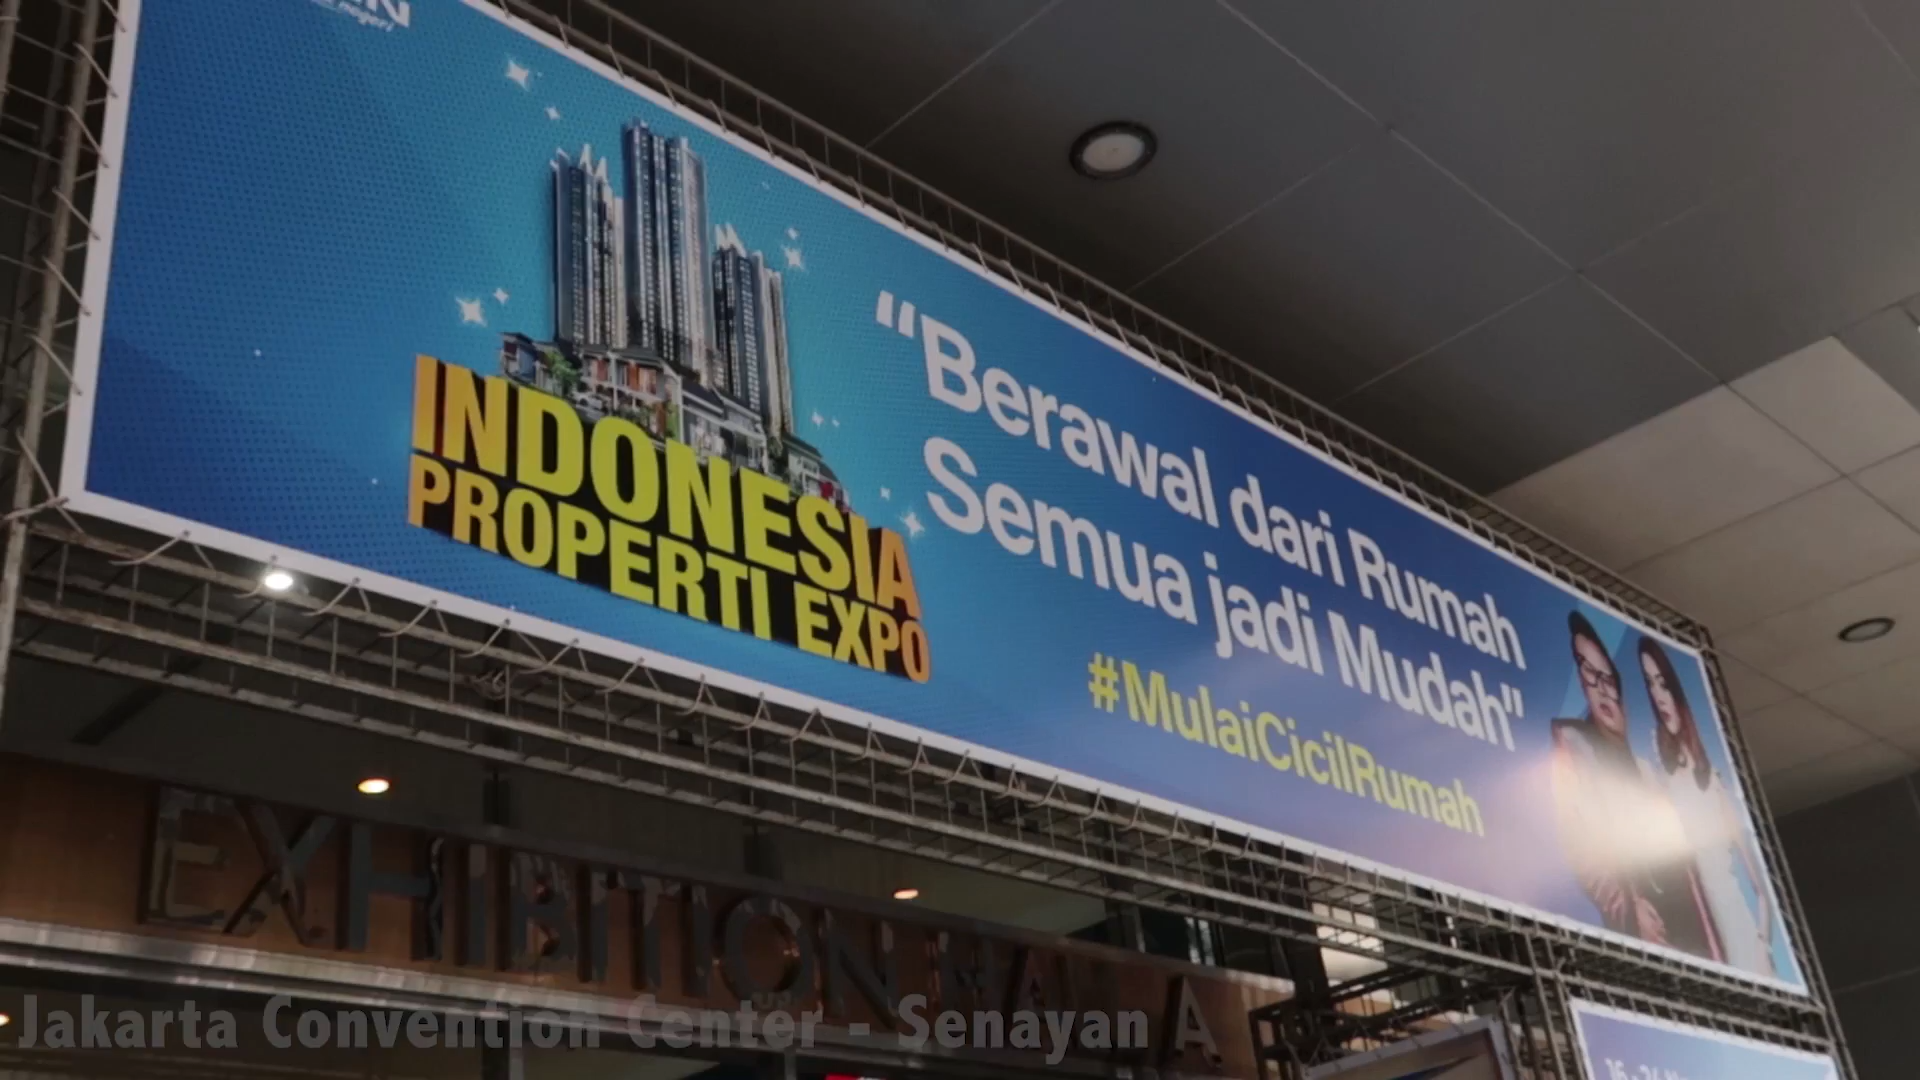 INDONESIA
PROPERTI EXPO
“Berawal dari Rumah
Semua jadi Mudah”
#MulaiCicilRumah
EXHIBITION HALL A
Jakarta Convention Center - Senayan